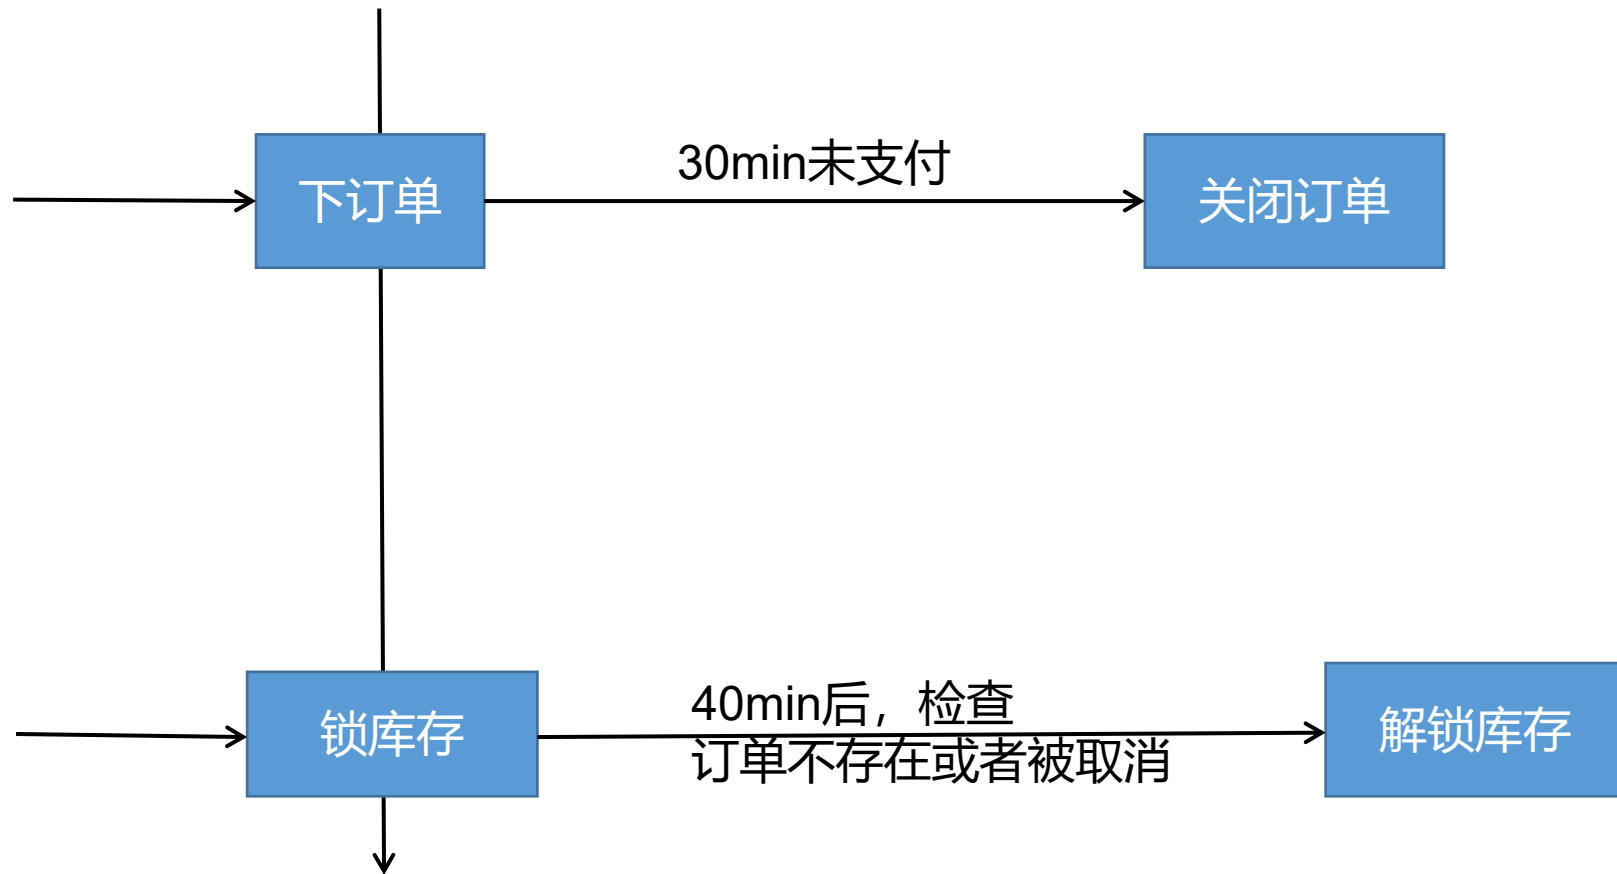 下订单
30min未支付
关闭订单
锁库存
40min后，检查
订单不存在或者被取消
解锁库存